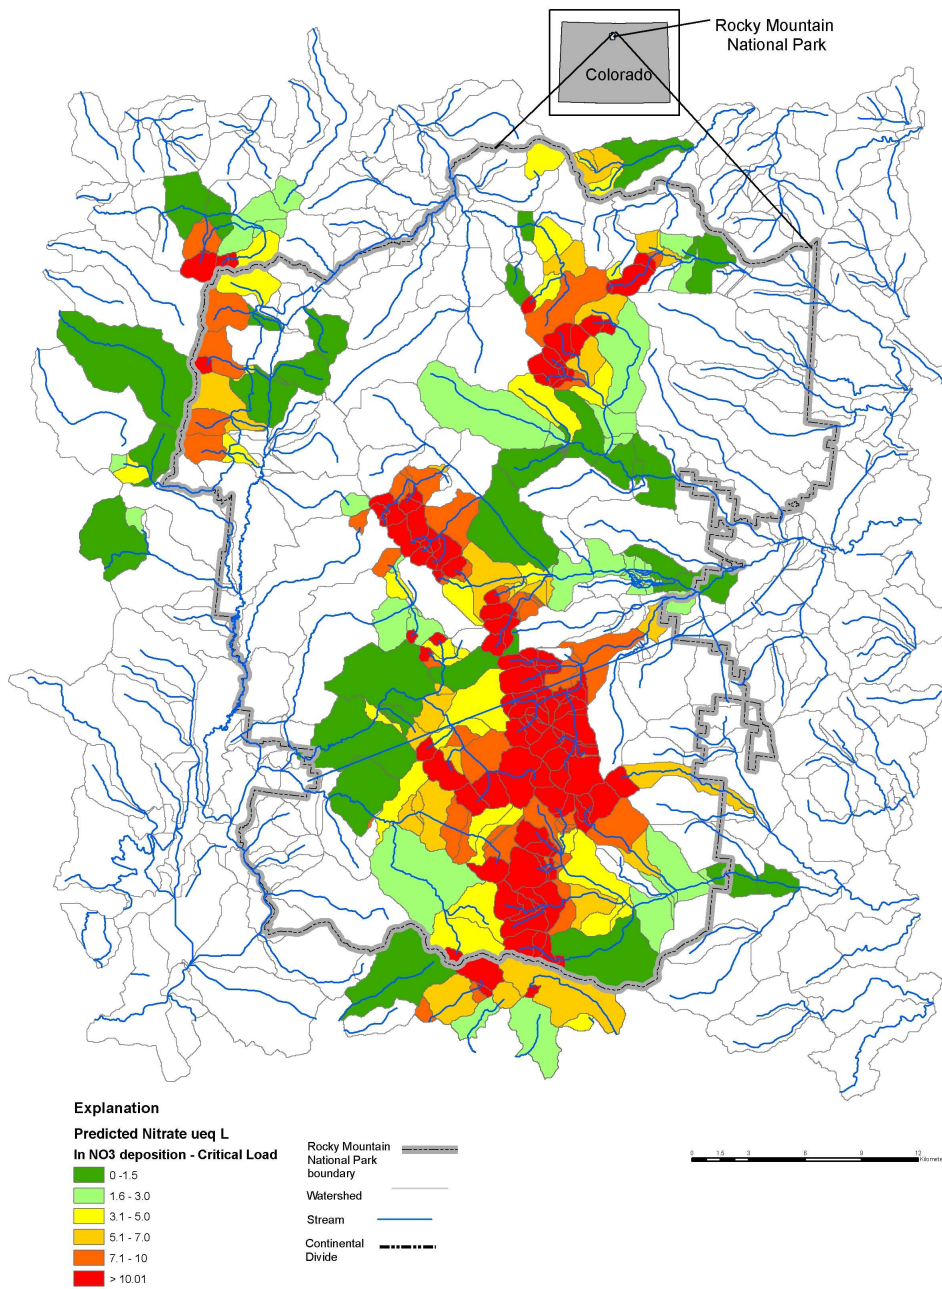 Rocky Mountain
National Park
Colorado
Explanation
Predicted Nitrate ueq L
ln NO3 deposition - Critical Load
0 -1.5
1.6 - 3.0
3.1 - 5.0
5.1 - 7.0
7.1 - 10
> 10.01
Rocky Mountain
National Park
boundary
Watershed
Stream
Continental
Divide
0 1.5 3 6 9 12
Kilomete